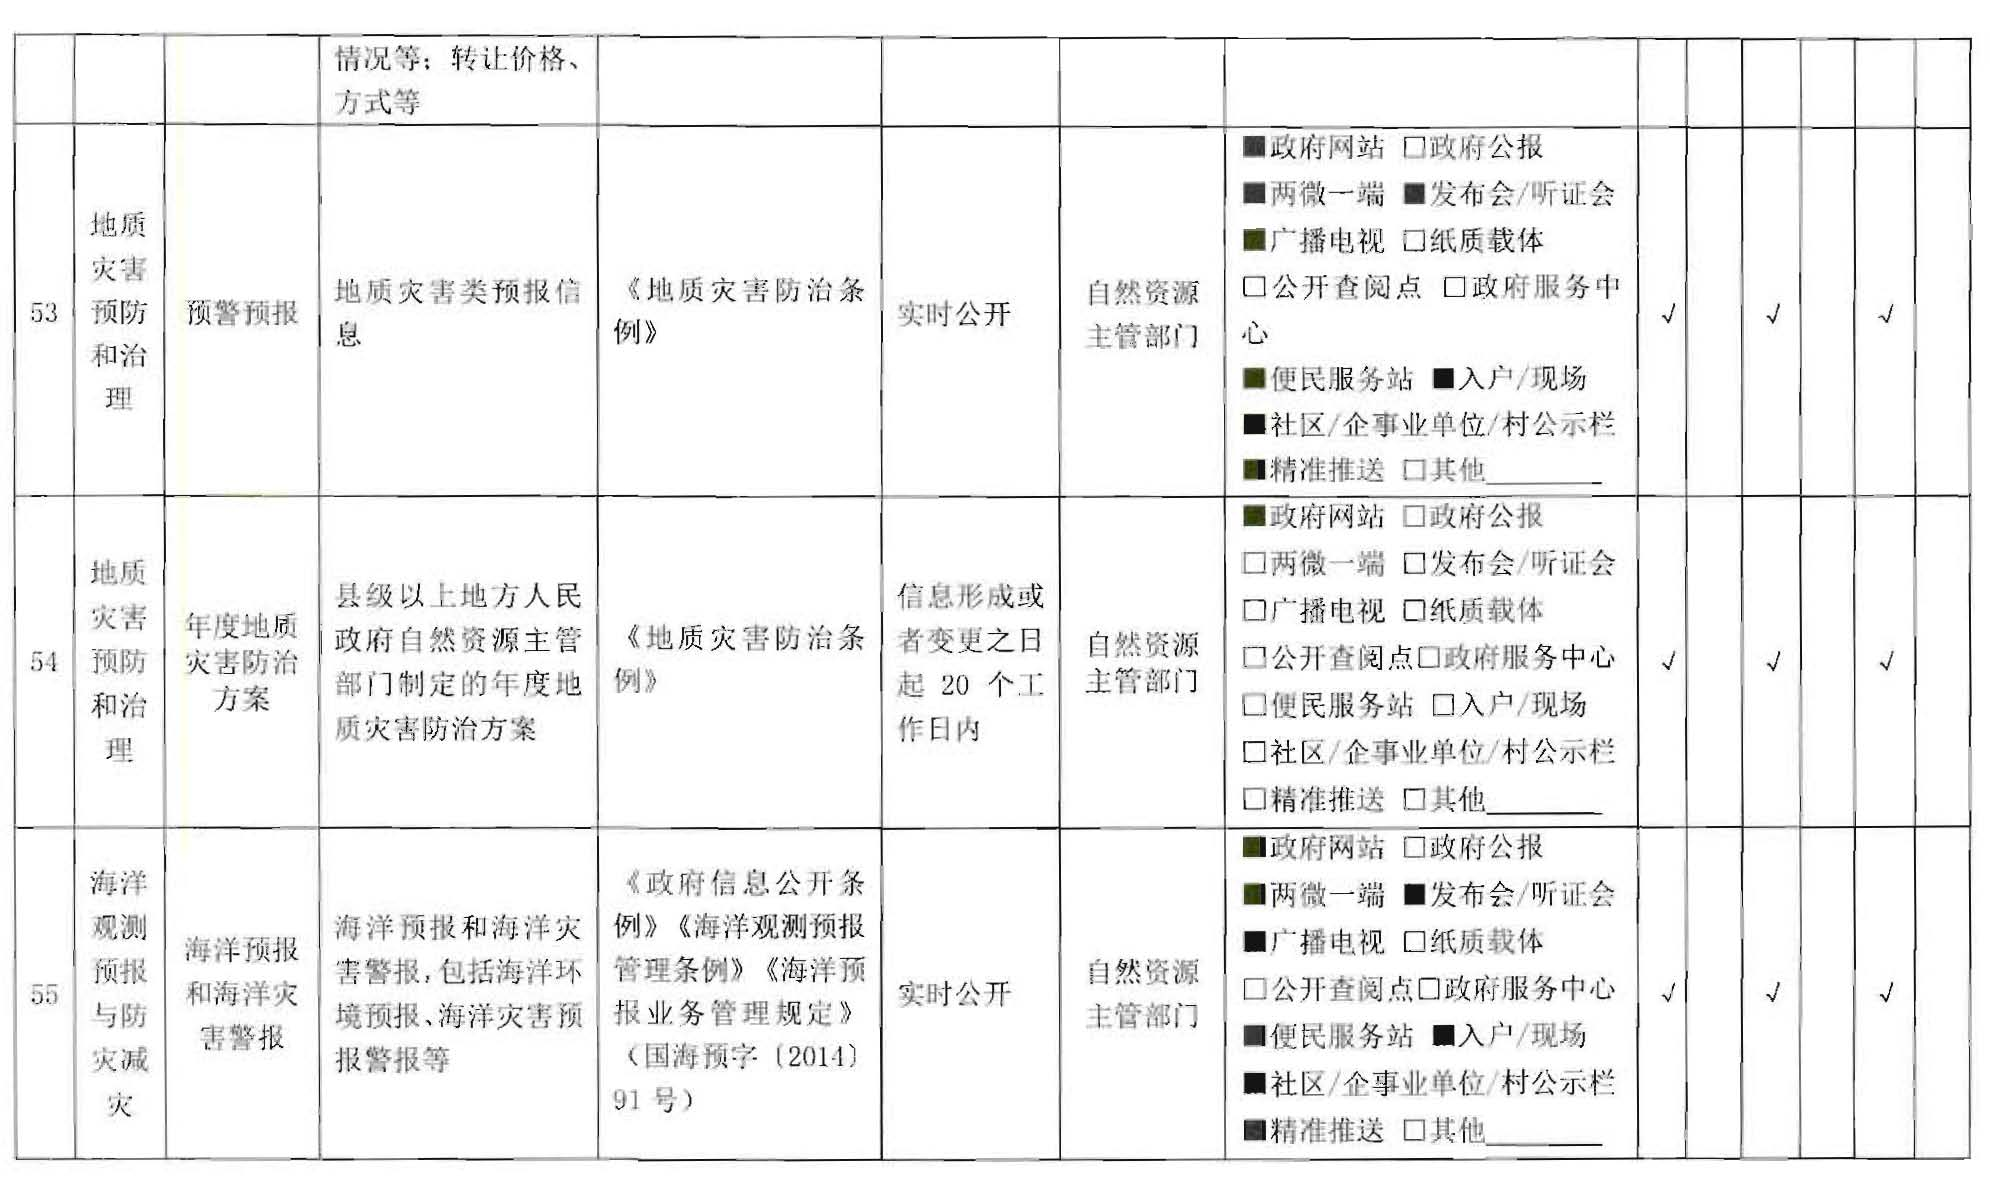 情况等；转让价格、
方式等
53
地质
灾害
预防
和治
理
预警预报
地质灾害类预报信
息
《地质灾害防治条
例》
实时公开
自然资源
主管部门
■政府网站 □政府公报
■两微一端 ■发布会/听证会
■广播电视 □纸质载体
□公开查阅点 □政府服务中
心
■便民服务站 ■入户/现场
■社区/企事业单位/村公示栏
■精准推送 □其他________
√
√
√
54
地质
灾害
预防
和治
理
年度地质
灾害防治
方案
县级以上地方人民
政府自然资源主管
部门制定的年度地
质灾害防治方案
《地质灾害防治条
例》
信息形成或
者变更之日
起 20 个工
作日内
自然资源
主管部门
■政府网站 □政府公报
□两微一端 □发布会/听证会
□广播电视 □纸质载体
□公开查阅点□政府服务中心
□便民服务站 □入户/现场
□社区/企事业单位/村公示栏
□精准推送 □其他________
√
√
√
55
海洋
观测
预报
与防
灾减
灾
海洋预报
和海洋灾
害警报
海洋预报和海洋灾
害警报,包括海洋环
境预报、海洋灾害预
报警报等
《政府信息公开条
例》《海洋观测预报
管理条例》《海洋预
报业务管理规定》
（国海预字〔2014〕
91 号）
实时公开
自然资源
主管部门
■政府网站 □政府公报
■两微一端 ■发布会/听证会
■广播电视 □纸质载体
□公开查阅点□政府服务中心
■便民服务站 ■入户/现场
■社区/企事业单位/村公示栏
■精准推送 □其他________
√
√
√